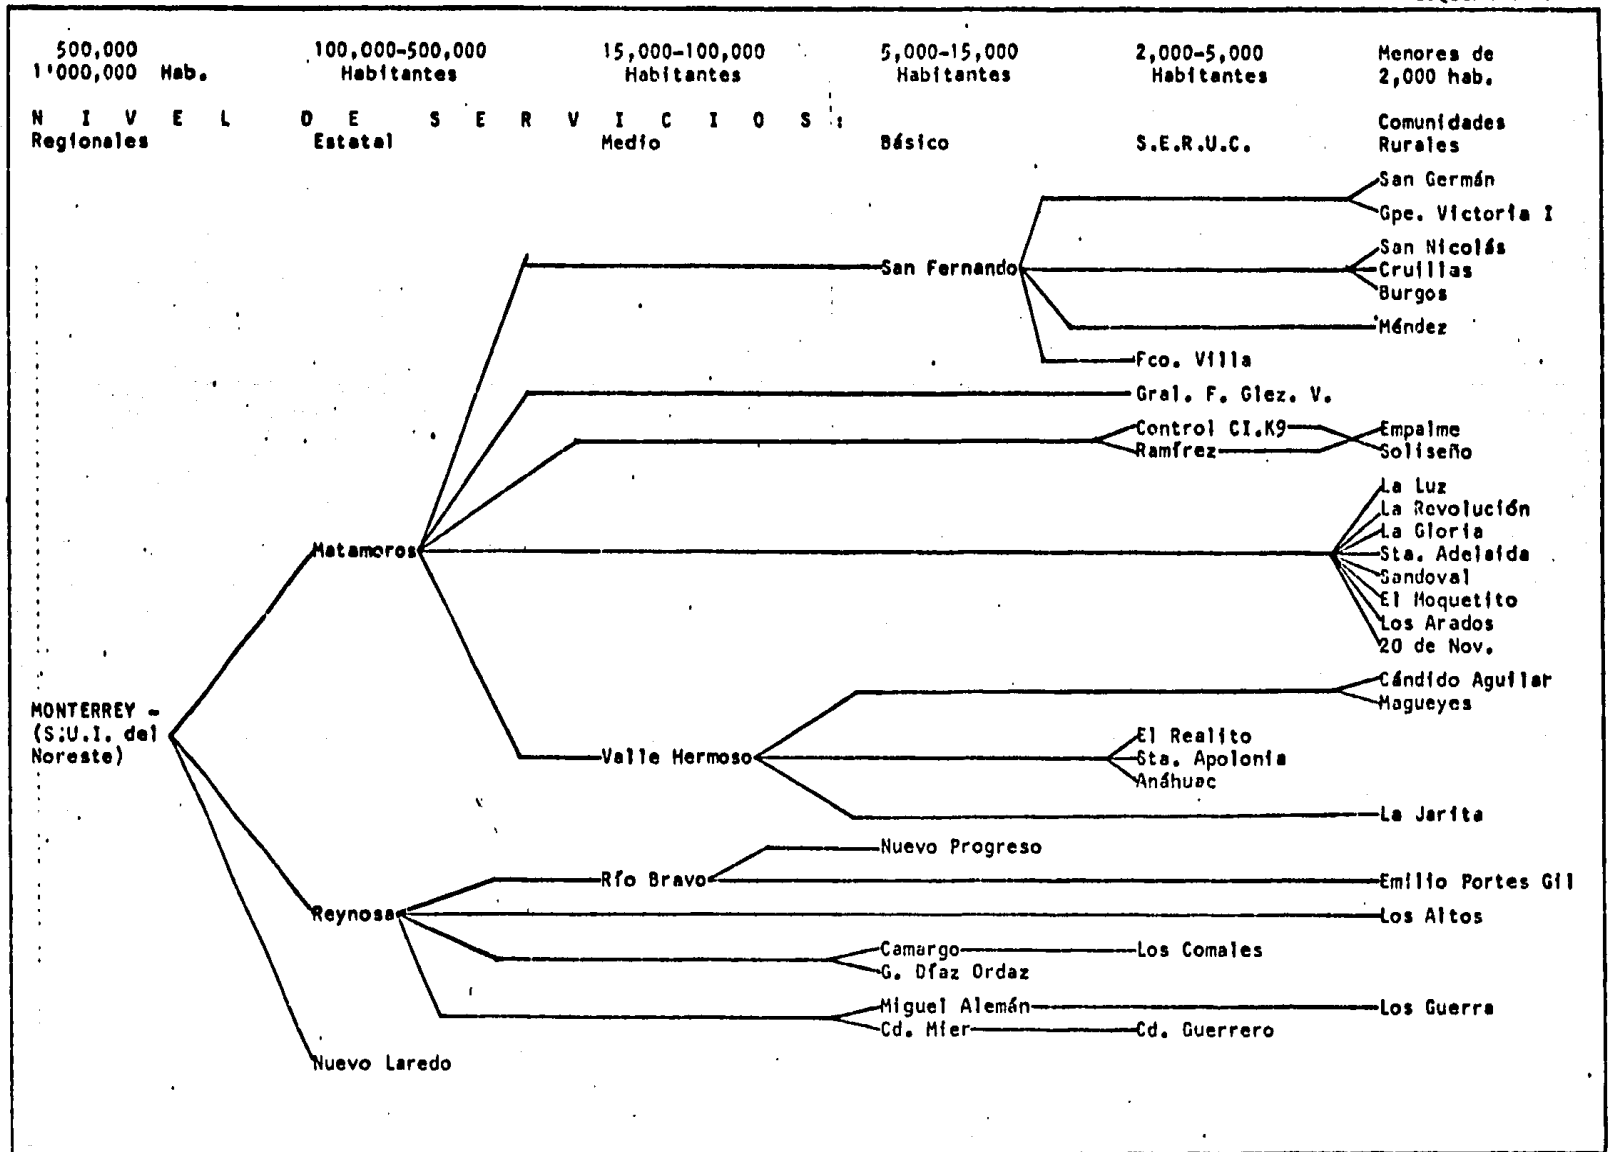 500,000 100,000-500,000 15,000-100,000 5,000-15,000 2,000-5,000 Menores de
1'000,000 Hab. Habitantes Habitantes Habitantes Habitantes 2,000 hab.
N I V E L D E S E R V I C I O S : Comunidades
Regionales Estatal Medio Básico S.E.R.U.C. Rurales
San Germán
Gpe. Victoria I
San Nicolás
San Fernando Cruillas
Burgos
Méndez
Fco. Villa
Gral. F. Glez. V.
Control CI.K9 Empalme
Ramírez Soliseño
La Luz
La Revolución
La Gloria
Matamoros Sta. Adelaida
Sandoval
El Moquetito
Los Arados
20 de Nov.
Cándido Aguilar
Magueyes
MONTERREY -
(S.U.I. del El Realito
Noreste) Valle Hermoso Sta. Apolonia
Anáhuac
La Jarita
Nuevo Progreso
Río Bravo Emilio Portes Gil
Reynosa Los Altos
Camargo Los Comales
G. Díaz Ordaz
Miguel Alemán Los Guerra
Cd. Mier Cd. Guerrero
Nuevo Laredo